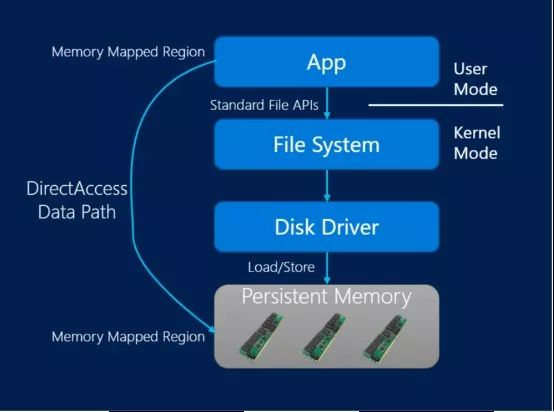 Memory Mapped Region
App
User
Mode
Standard File APIs
Kernel
Mode
File System
DirectAccess
Data Path
Disk Driver
Load/Store
Persistent Memory
Memory Mapped Region